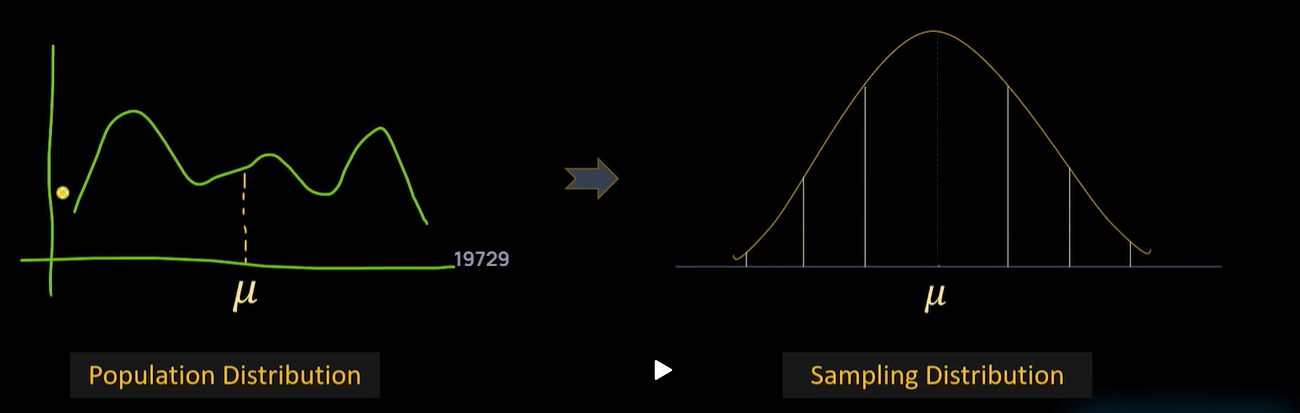 19729
μ
μ
Population Distribution
Sampling Distribution